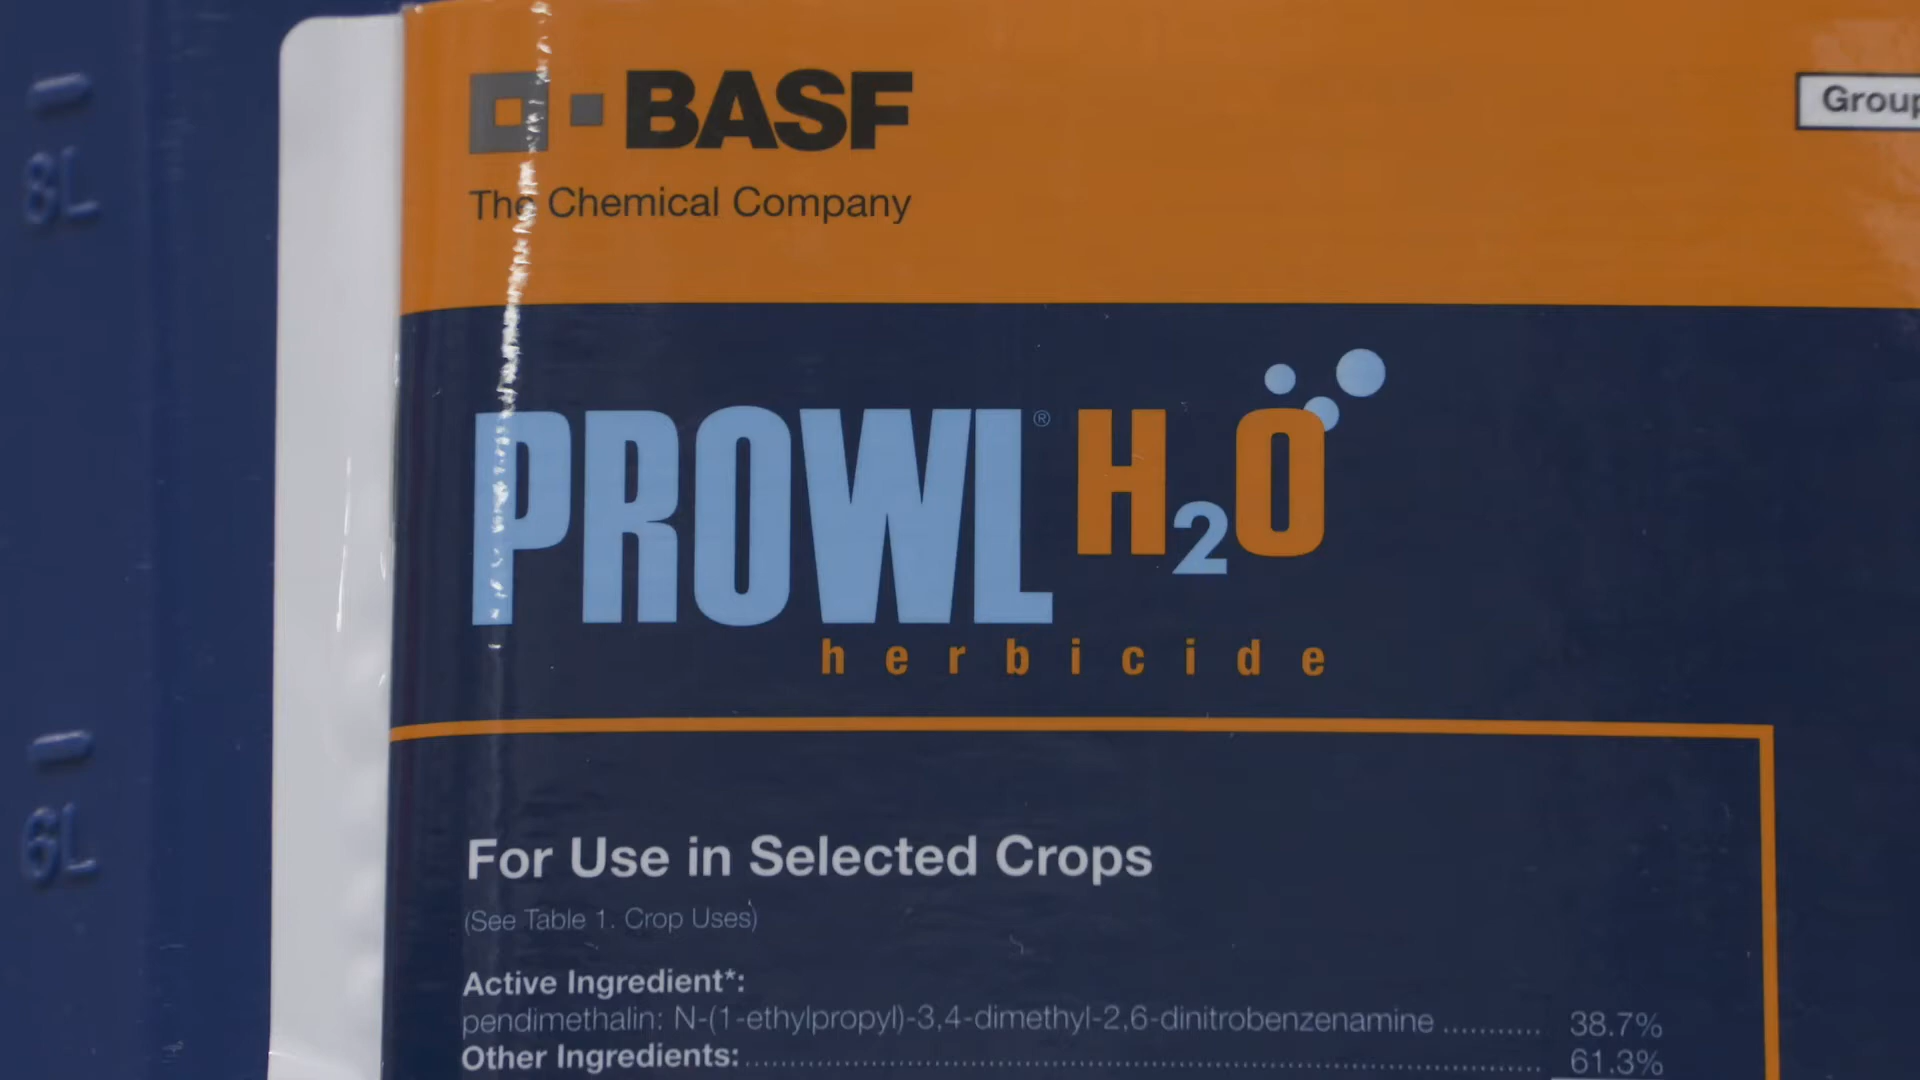 BASF
Group
The Chemical Company
8L
PROWL® H2O
herbicide
6L
For Use in Selected Crops
(See Table 1. Crop Uses)
Active Ingredient*:
pendimethalin: N-(1-ethylpropyl)-3,4-dimethyl-2,6-dinitrobenzenamine ........... 38.7%
Other Ingredients: ........................................................................ 61.3%